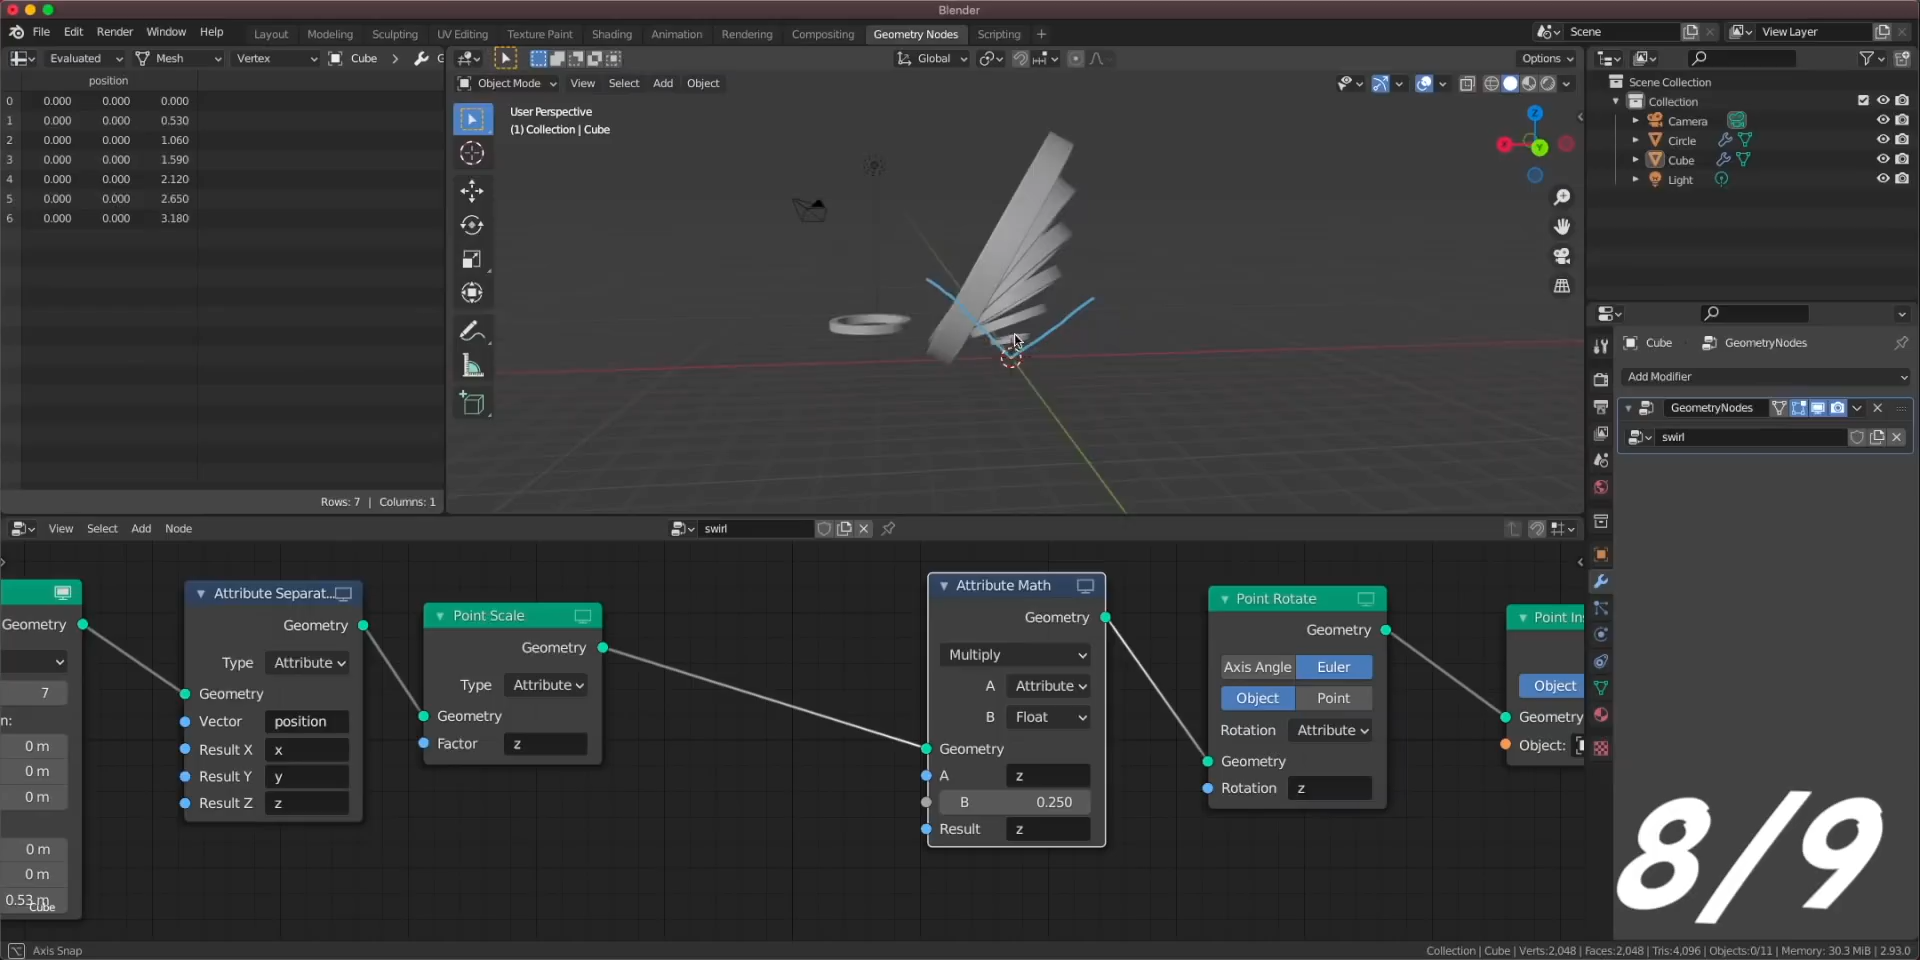 Blender
File Edit Render Window Help
Layout Modeling Sculpting UV Editing Texture Paint Shading Animation Rendering Compositing Geometry Nodes Scripting +
Scene
View Layer
Evaluated Mesh Vertex Cube > G
position
0 0.000 0.000 0.000
1 0.000 0.000 0.530
2 0.000 0.000 1.060
3 0.000 0.000 1.590
4 0.000 0.000 2.120
5 0.000 0.000 2.650
6 0.000 0.000 3.180
Rows: 7 | Columns: 1
Global
Options
Object Mode View Select Add Object
User Perspective
(1) Collection | Cube
Z
Y
Scene Collection
Collection
Camera
Circle
Cube
Light
Cube GeometryNodes
Add Modifier
GeometryNodes
swirl
View Select Add Node
swirl
Geometry
7
n:
0 m
0 m
0 m
0 m
0 m
0.53 m
Cube
Attribute Separat...
Geometry
Type Attribute
Geometry
Vector position
Result X x
Result Y y
Result Z z
Point Scale
Geometry
Type Attribute
Geometry
Factor z
Attribute Math
Geometry
Multiply
A Attribute
B Float
Geometry
A z
B 0.250
Result z
Point Rotate
Geometry
Axis Angle Euler
Object Point
Rotation Attribute
Geometry
Rotation z
Point Ins
Object
Geometry
Object:
8/9
Axis Snap
Collection | Cube | Verts:2,048 | Faces:2,048 | Tris:4,096 | Objects:0/11 | Memory: 30.3 MiB | 2.93.0